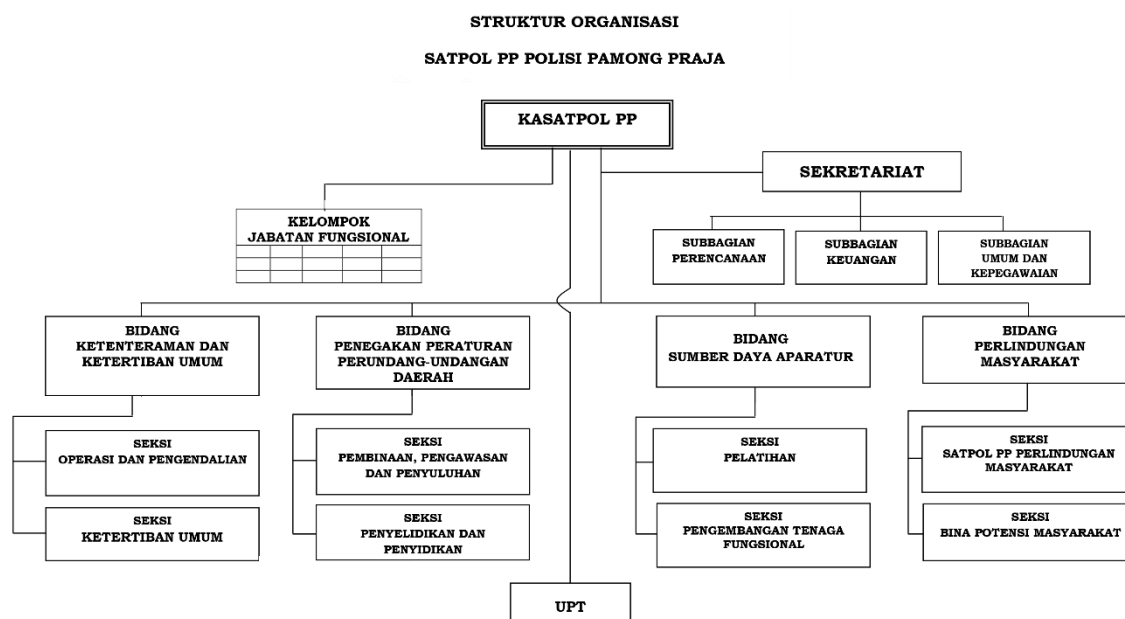 STRUKTUR ORGANISASI
SATPOL PP POLISI PAMONG PRAJA
KASATPOL PP
SEKRETARIAT
KELOMPOK
JABATAN FUNGSIONAL
SUBBAGIAN
PERENCANAAN
SUBBAGIAN
KEUANGAN
SUBBAGIAN
UMUM DAN
KEPEGAWAIAN
BIDANG
KETENTERAMAN DAN
KETERTIBAN UMUM
BIDANG
PENEGAKAN PERATURAN
PERUNDANG-UNDANGAN
DAERAH
BIDANG
SUMBER DAYA APARATUR
BIDANG
PERLINDUNGAN
MASYARAKAT
SEKSI
OPERASI DAN PENGENDALIAN
SEKSI
PEMBINAAN, PENGAWASAN
DAN PENYULUHAN
SEKSI
PELATIHAN
SEKSI
SATPOL PP PERLINDUNGAN
MASYARAKAT
SEKSI
KETERTIBAN UMUM
SEKSI
PENYELIDIKAN DAN
PENYIDIKAN
SEKSI
PENGEMBANGAN TENAGA
FUNGSIONAL
SEKSI
BINA POTENSI MASYARAKAT
UPT